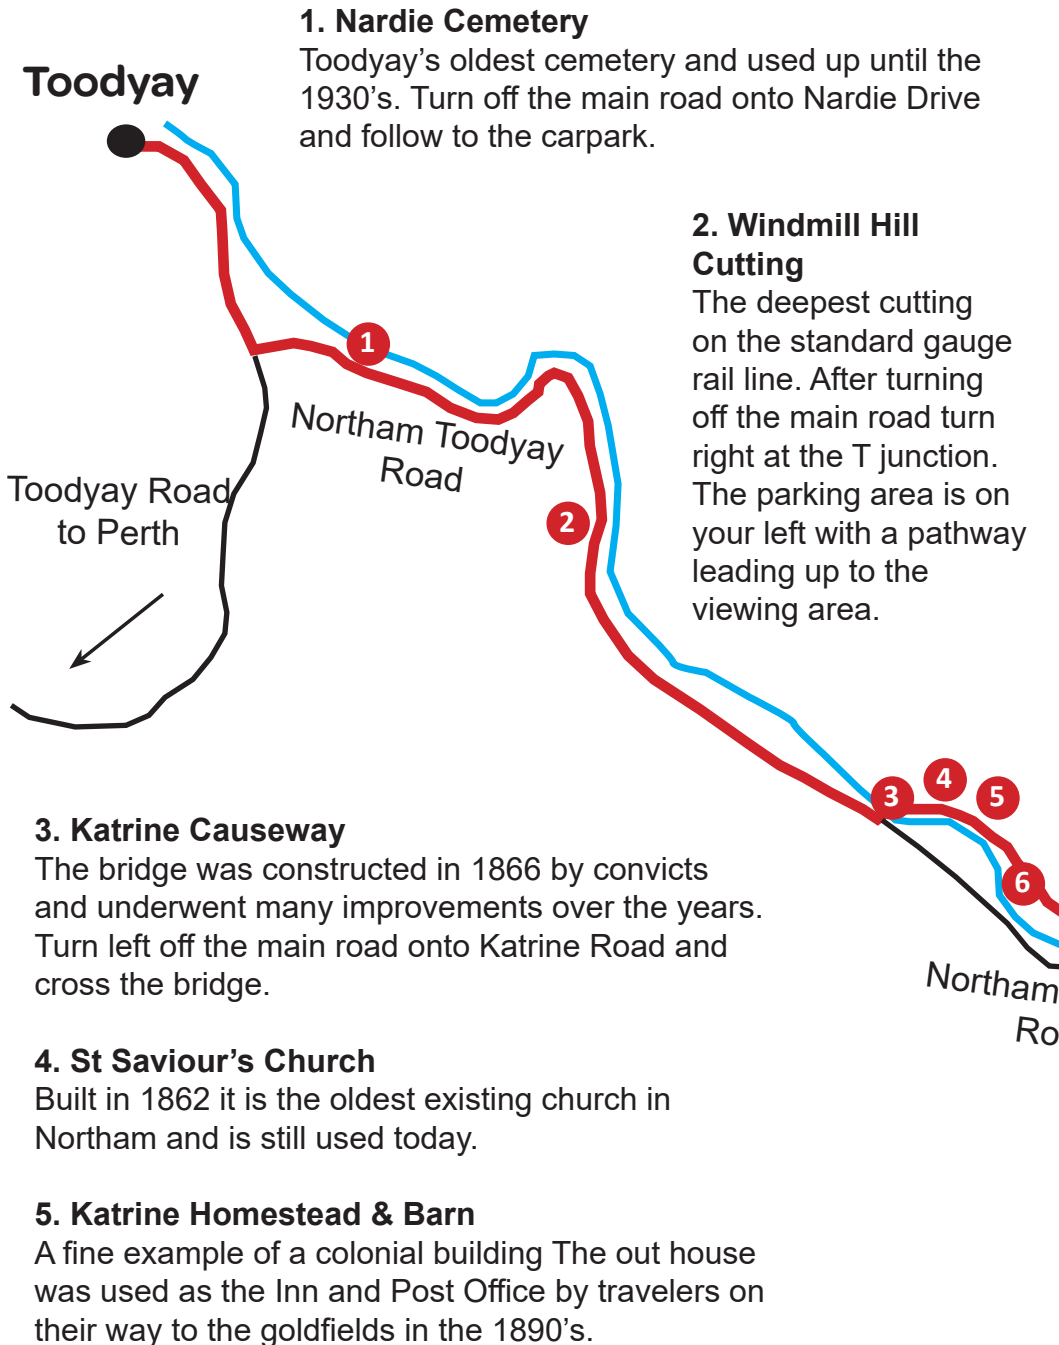 1. Nardie Cemetery
Toodyay's oldest cemetery and used up until the
1930's. Turn off the main road onto Nardie Drive
and follow to the carpark.
Toodyay
2. Windmill Hill
Cutting
The deepest cutting
on the standard gauge
rail line. After turning
off the main road turn
right at the T junction.
The parking area is on
your left with a pathway
leading up to the
viewing area.
1
Northam Toodyay
Road
Toodyay Road
to Perth
2
3
4
5
6
3. Katrine Causeway
The bridge was constructed in 1866 by convicts
and underwent many improvements over the years.
Turn left off the main road onto Katrine Road and
cross the bridge.
Northam
Ro
4. St Saviour's Church
Built in 1862 it is the oldest existing church in
Northam and is still used today.
5. Katrine Homestead & Barn
A fine example of a colonial building The out house
was used as the Inn and Post Office by travelers on
their way to the goldfields in the 1890's.